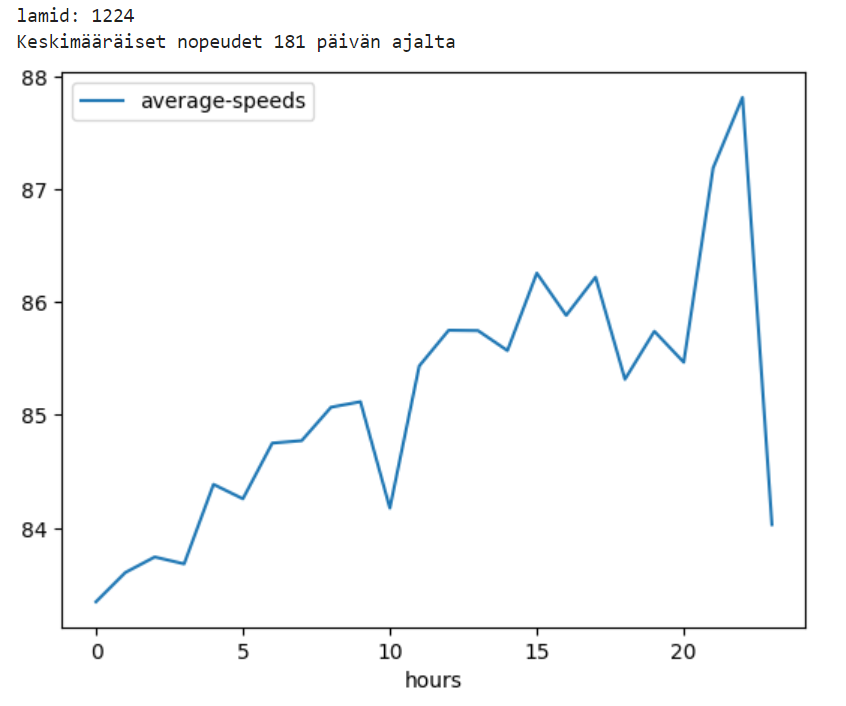 lamid: 1224
Keskimääräiset nopeudet 181 päivän ajalta
average-speeds
88
87
86
85
84
0 5 10 15 20
hours